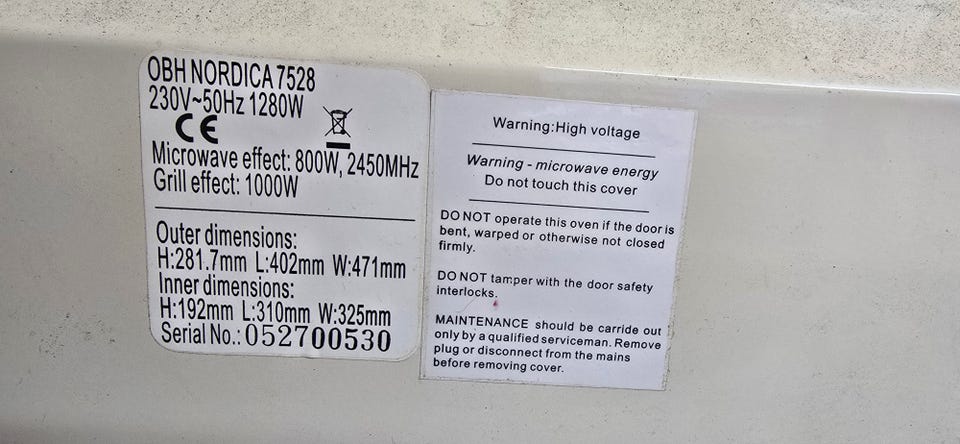 OBH NORDICA 7528
230V~50Hz 1280W
CE
Microwave effect: 800W, 2450MHz
Grill effect: 1000W
Outer dimensions:
H:281.7mm L:402mm W:471mm
Inner dimensions:
H:192mm L:310mm W:325mm
Serial No.: 052700530
Warning:High voltage
Warning - microwave energy
Do not touch this cover
DO NOT operate this oven if the door is
bent, warped or otherwise not closed
firmly.
DO NOT tamper with the door safety
interlocks.
MAINTENANCE should be carride out
only by a qualified serviceman. Remove
plug or disconnect from the mains
before removing cover.